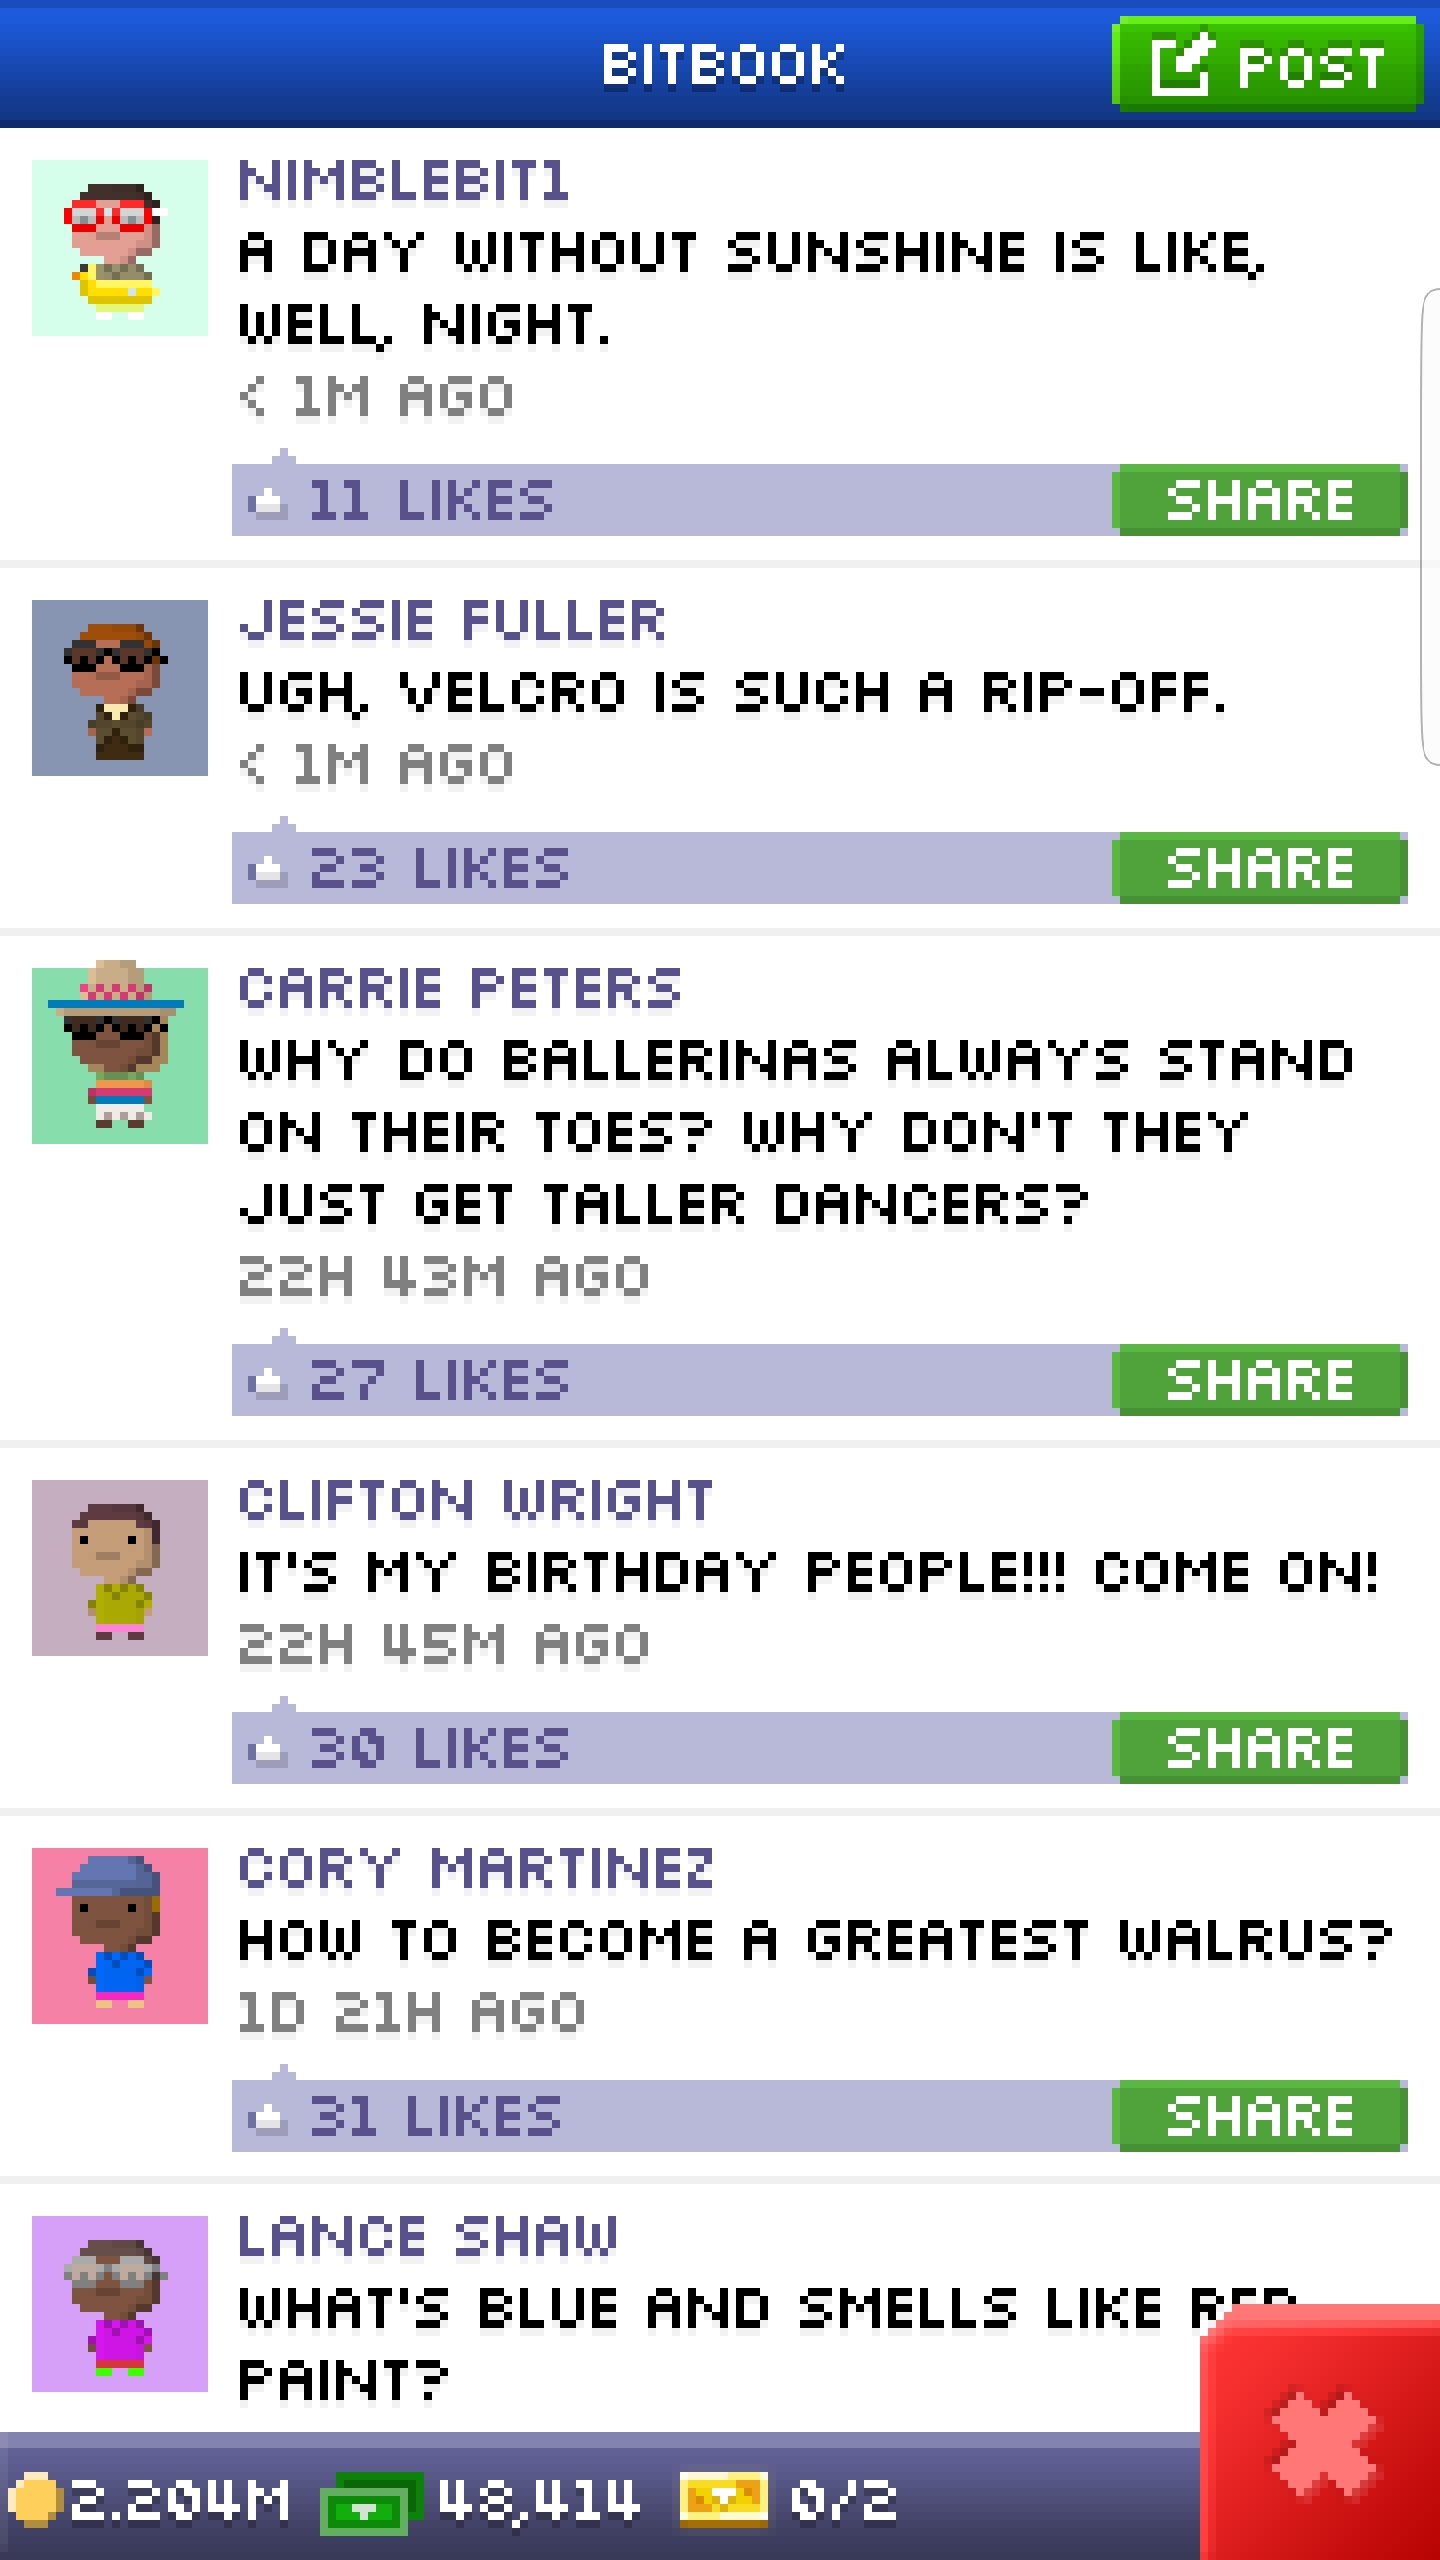 BITBOOK
POST
NIMBLEBIT1
A DAY WITHOUT SUNSHINE IS LIKE,
WELL, NIGHT.
< 1M AGO
11 LIKES
SHARE
JESSIE FULLER
UGH, VELCRO IS SUCH A RIP-OFF.
< 1M AGO
23 LIKES
SHARE
CARRIE PETERS
WHY DO BALLERINAS ALWAYS STAND
ON THEIR TOES? WHY DON'T THEY
JUST GET TALLER DANCERS?
22H 43M AGO
27 LIKES
SHARE
CLIFTON WRIGHT
IT'S MY BIRTHDAY PEOPLE!!! COME ON!
22H 45M AGO
30 LIKES
SHARE
CORY MARTINEZ
HOW TO BECOME A GREATEST WALRUS?
1D 21H AGO
31 LIKES
SHARE
LANCE SHAW
WHAT'S BLUE AND SMELLS LIKE RED
PAINT?
2.204M 48,414 0/2